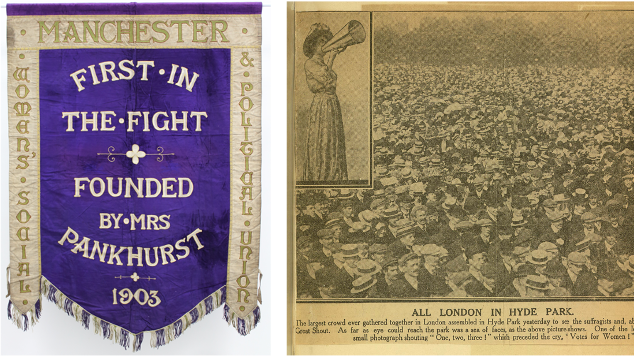 · MANCHESTER ·
· WOMEN'S · SOCIAL ·
& · POLITICAL · UNION ·
FIRST · IN
THE · FIGHT
FOUNDED
BY · MRS
PANKHURST
1903
ALL LONDON IN HYDE PARK.
The largest crowd ever gathered together in London assembled in Hyde Park yesterday to see the suffragists and,
Great Shout. As far as eye could reach the park was a sea of faces, as the above picture shows. One of the
small photograph shouting "One, two, three!" which preceded the cry, "Votes for Women